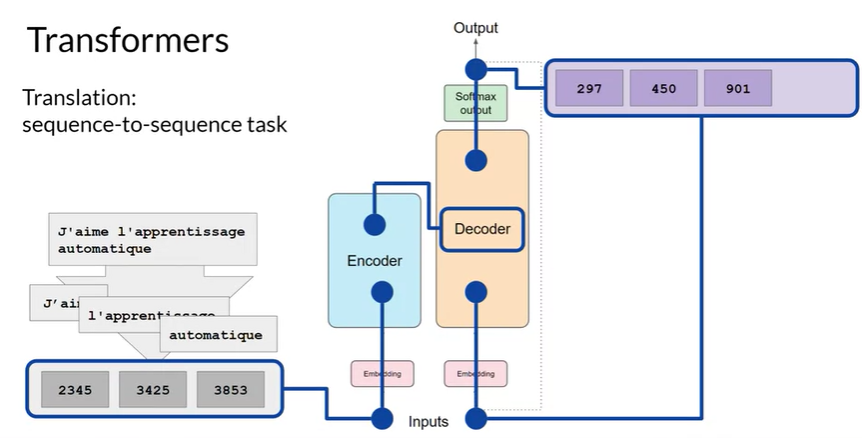 Transformers
Translation:
sequence-to-sequence task
Output
Softmax
output
297 450 901
Decoder
Encoder
J'aime l'apprentissage
automatique
l'apprentissage
automatique
Embedding
Embedding
2345 3425 3853
Inputs